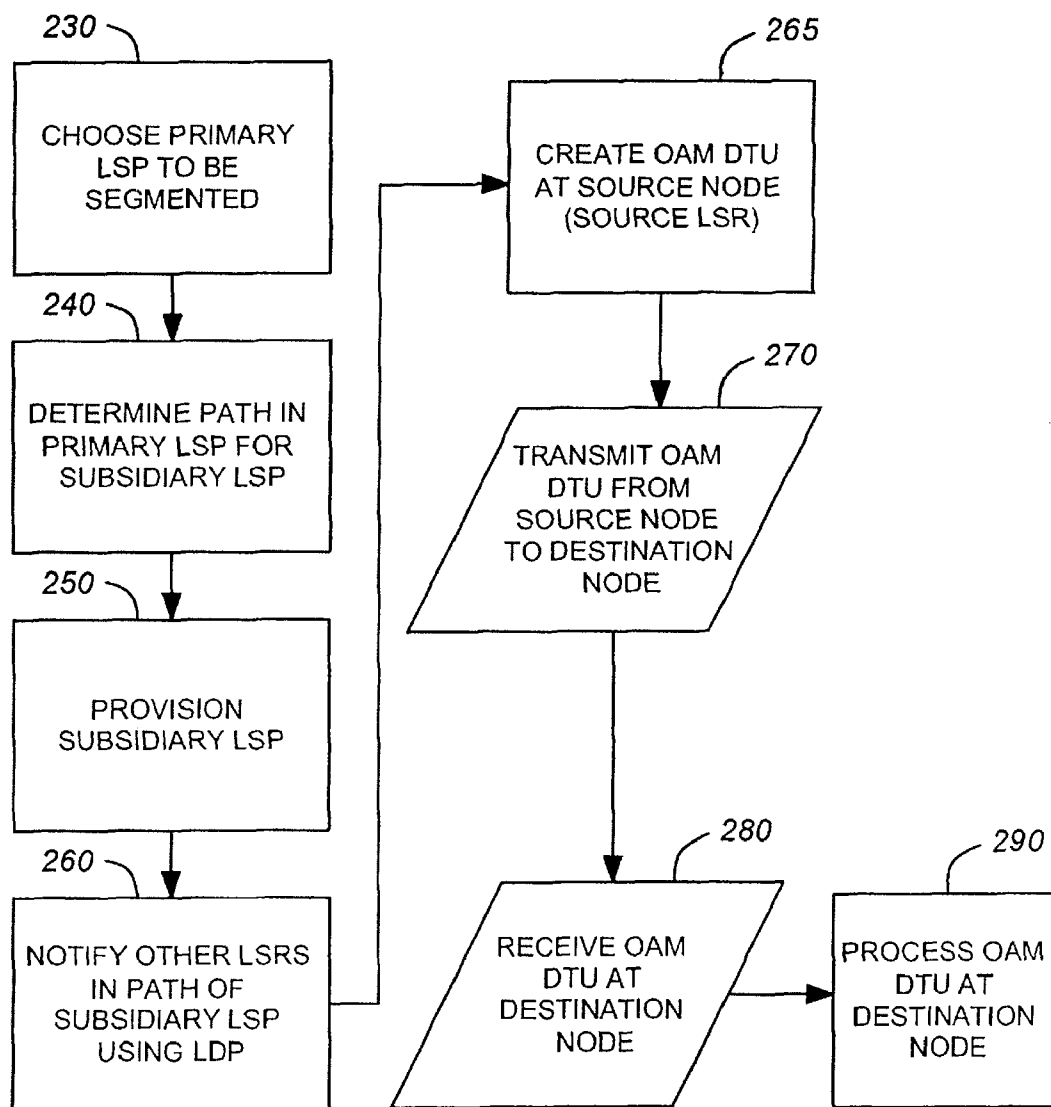 230
CHOOSE PRIMARY
LSP TO BE
SEGMENTED
240
DETERMINE PATH IN
PRIMARY LSP FOR
SUBSIDIARY LSP
250
PROVISION
SUBSIDIARY LSP
260
NOTIFY OTHER LSRS
IN PATH OF
SUBSIDIARY LSP
USING LDP
265
CREATE OAM DTU
AT SOURCE NODE
(SOURCE LSR)
270
TRANSMIT OAM
DTU FROM
SOURCE NODE
TO DESTINATION
NODE
280
RECEIVE OAM
DTU AT
DESTINATION
NODE
290
PROCESS OAM
DTU AT
DESTINATION
NODE